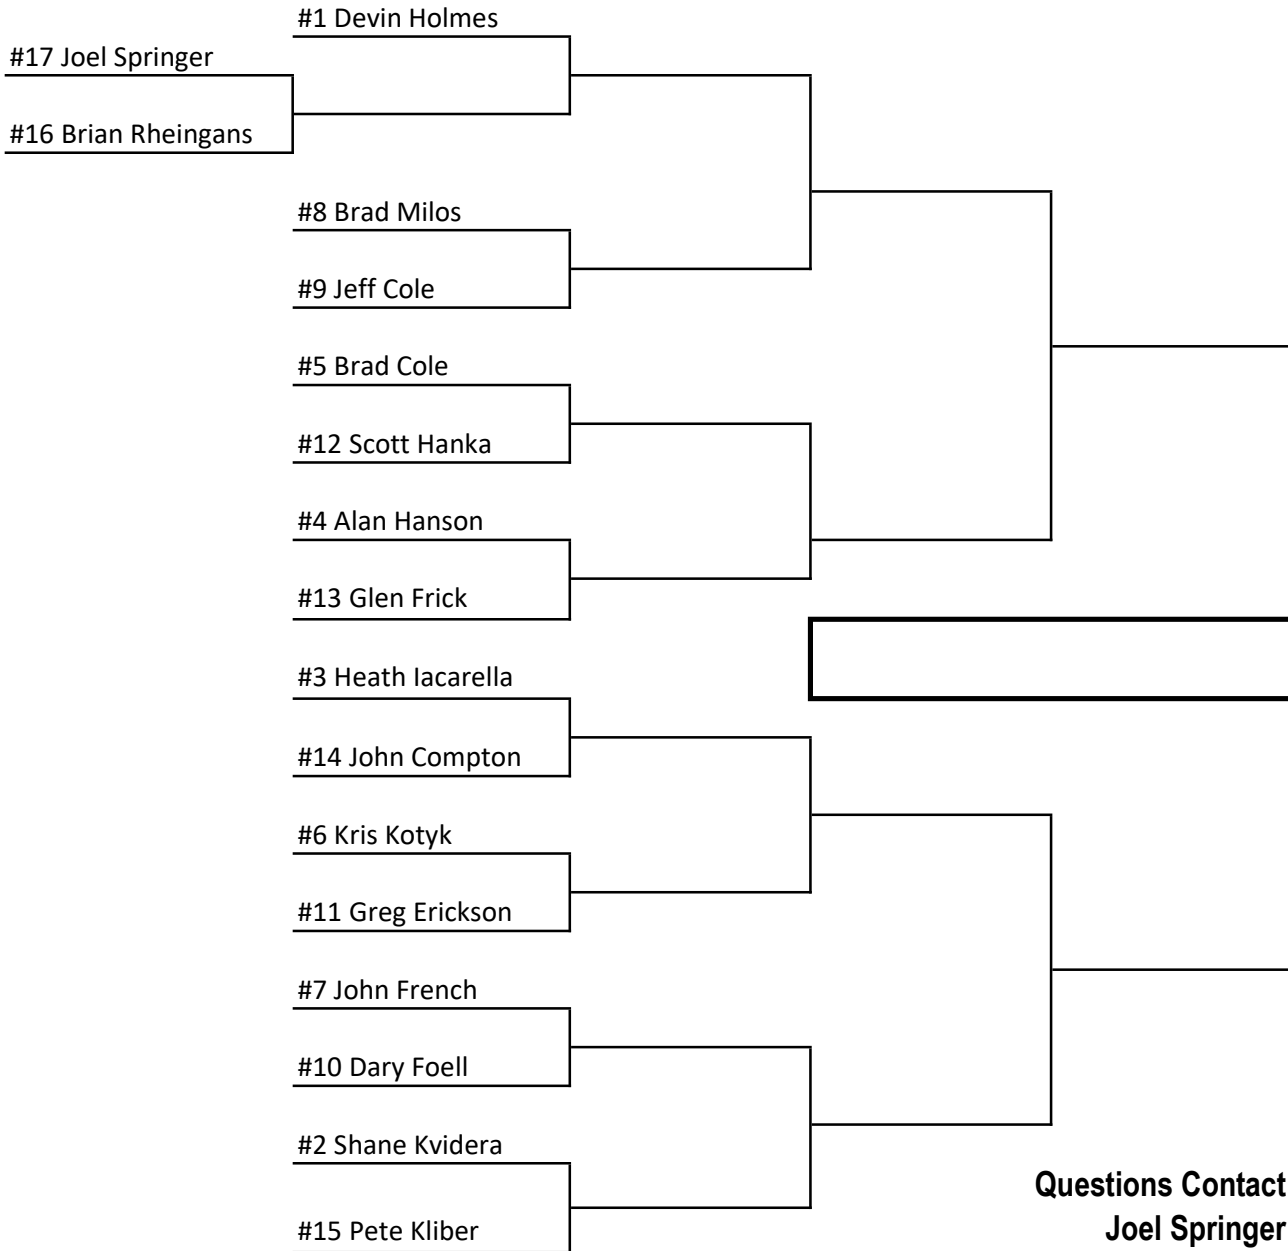 #1 Devin Holmes
#17 Joel Springer
#16 Brian Rheingans
#8 Brad Milos
#9 Jeff Cole
#5 Brad Cole
#12 Scott Hanka
#4 Alan Hanson
#13 Glen Frick
#3 Heath Iacarella
#14 John Compton
#6 Kris Kotyk
#11 Greg Erickson
#7 John French
#10 Dary Foell
#2 Shane Kvidera
#15 Pete Kliber
Questions Contact
Joel Springer